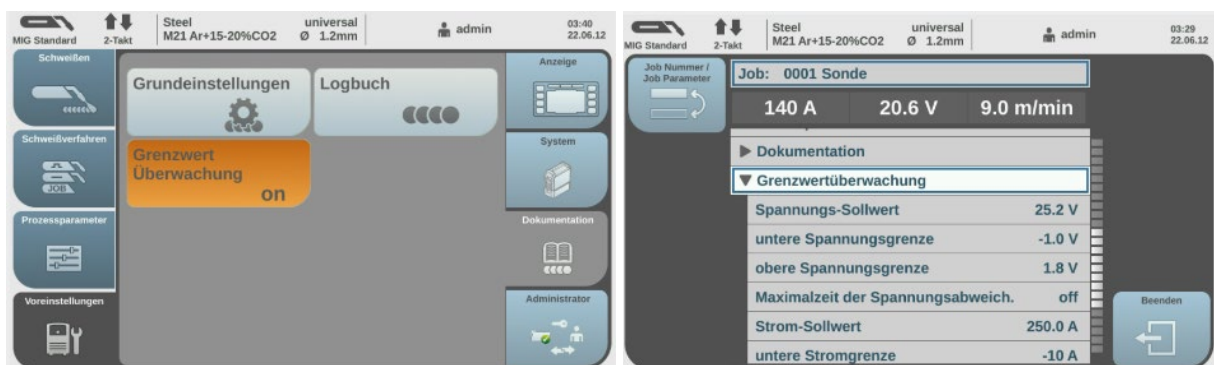 MIG Standard
2-Takt
Steel universal
M21 Ar+15-20%CO2 Ø 1.2mm
admin
03:40
22.06.12
Schweißen
Schweißverfahren
JOB
Prozessparameter
Voreinstellungen
Grundeinstellungen
Logbuch
Grenzwert
Überwachung
on
Anzeige
System
Dokumentation
Administrator
MIG Standard
2-Takt
Steel universal
M21 Ar+15-20%CO2 Ø 1.2mm
admin
03:29
22.06.12
Job Nummer /
Job Parameter
Job: 0001 Sonde
140 A 20.6 V 9.0 m/min
Dokumentation
Grenzwertüberwachung
Spannungs-Sollwert 25.2 V
untere Spannungsgrenze -1.0 V
obere Spannungsgrenze 1.8 V
Maximalzeit der Spannungsabweich. off
Strom-Sollwert 250.0 A
untere Stromgrenze -10 A
Beenden